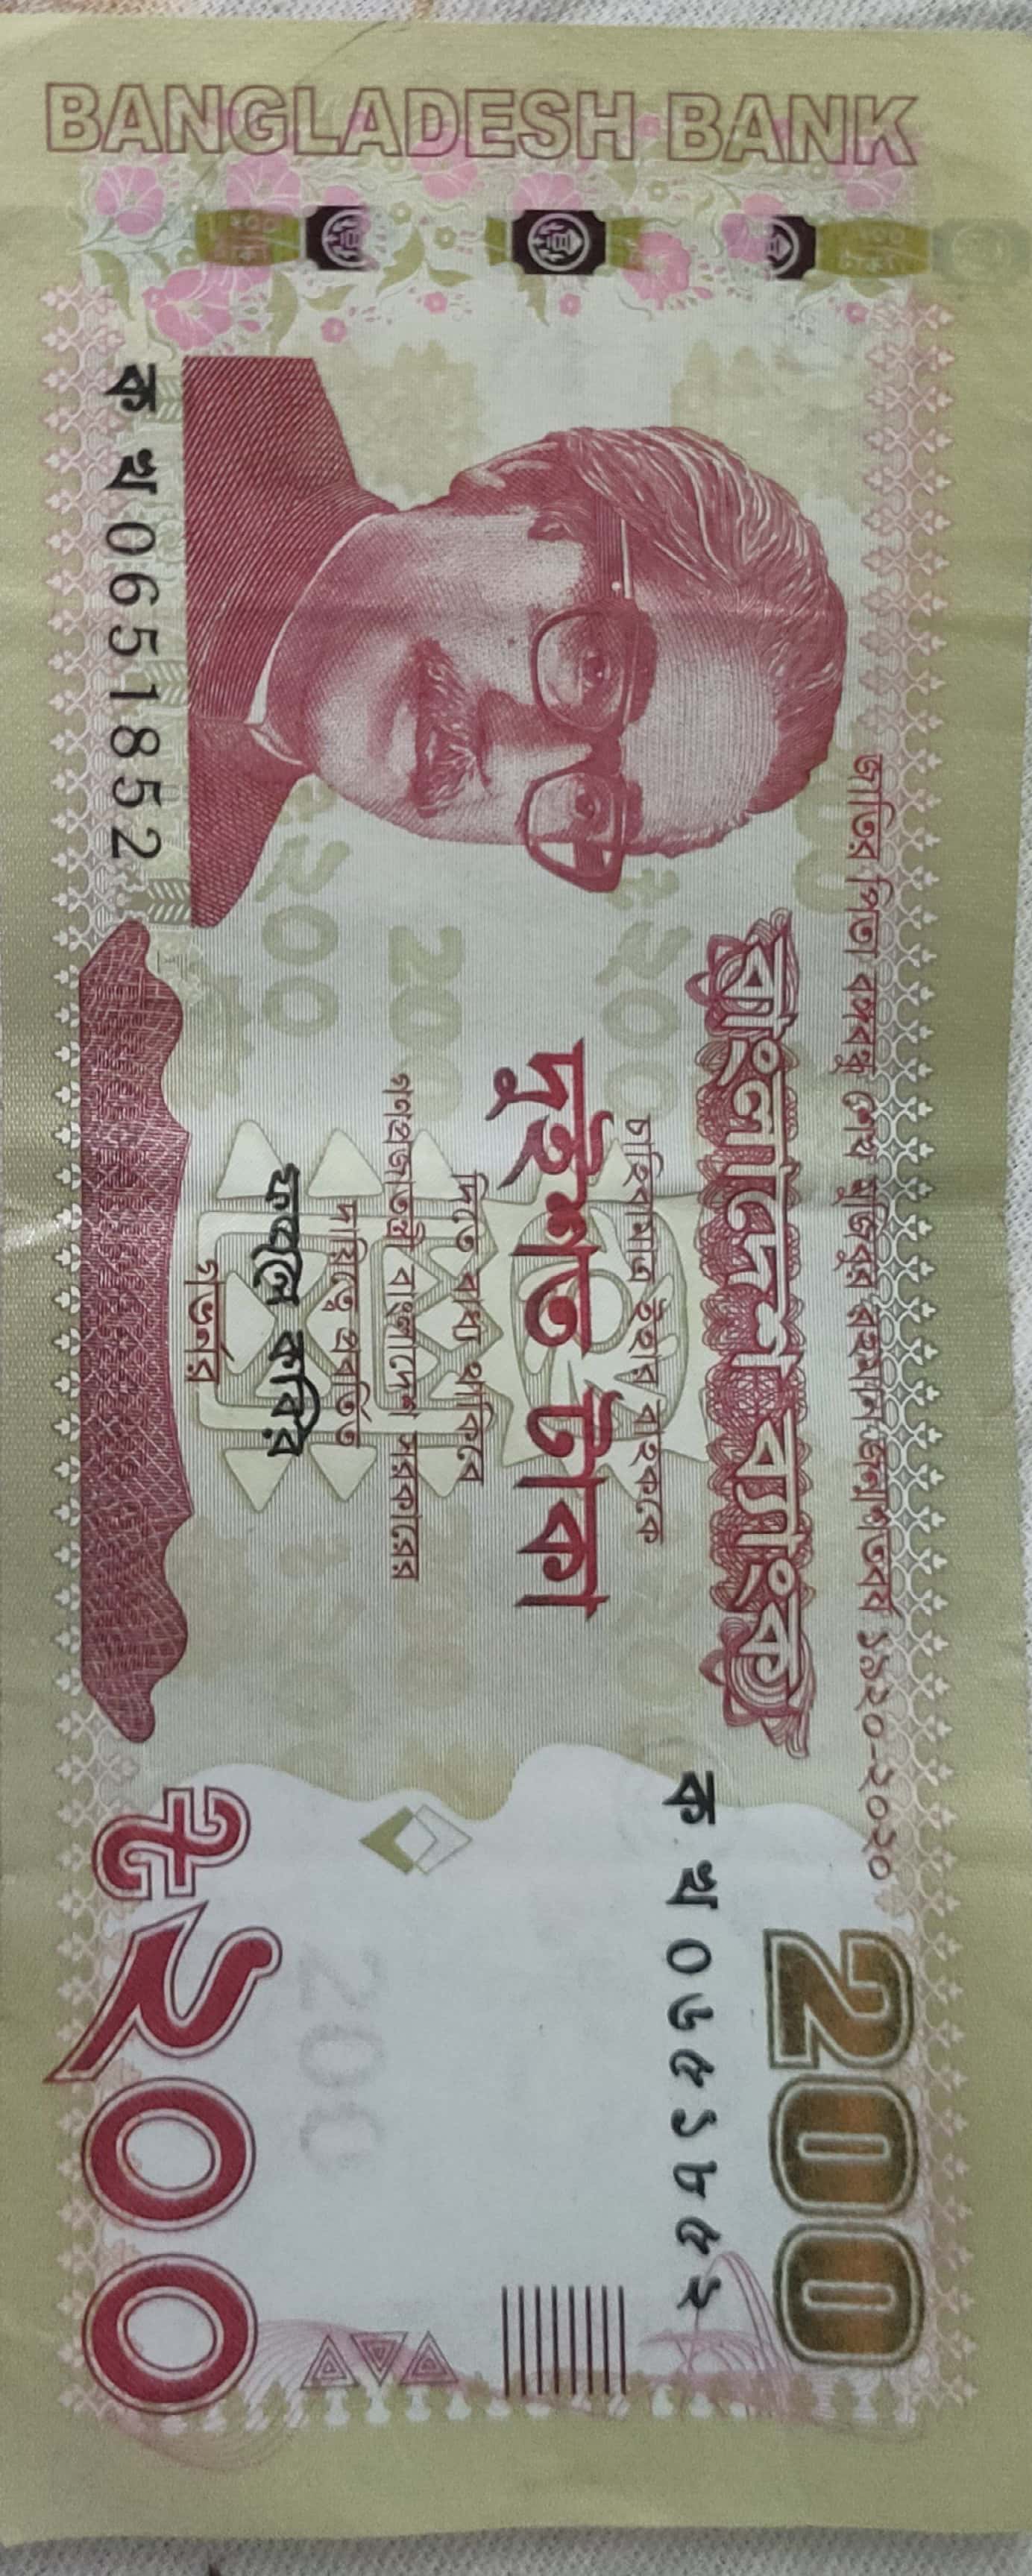 BANGLADESH BANK
জাতির পিতা বঙ্গবন্ধু শেখ মুজিবুর রহমান জন্মশতবর্ষ ১৯২০-২০২০
200
বাংলাদেশ ব্যাংক
ক খ ০৬৫১৮৫২
চাহিবামাত্র ইহার বাহককে
দুইশত টাকা
দিতে বাধ্য থাকিবে
গণপ্রজাতন্ত্রী বাংলাদেশ সরকারের
দায়িত্বে প্রবর্তিত
ফজলে কবির
গভর্নর
200
৳২০০
ক খ 0651852